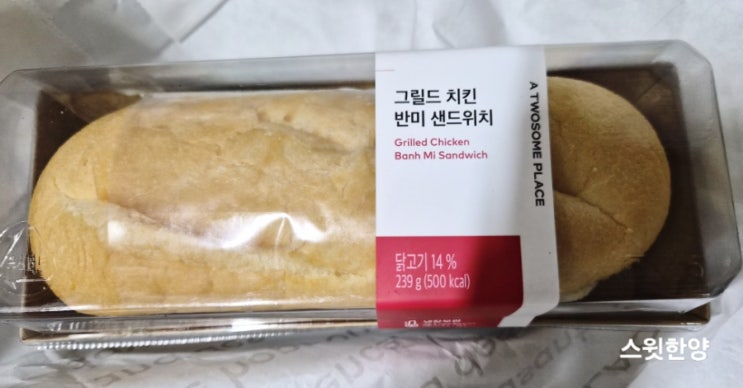 그릴드 치킨
반미 샌드위치
Grilled Chicken
Banh Mi Sandwich
A TWOSOME PLACE
닭고기 14 %
239 g (500 kcal)
스윗한양